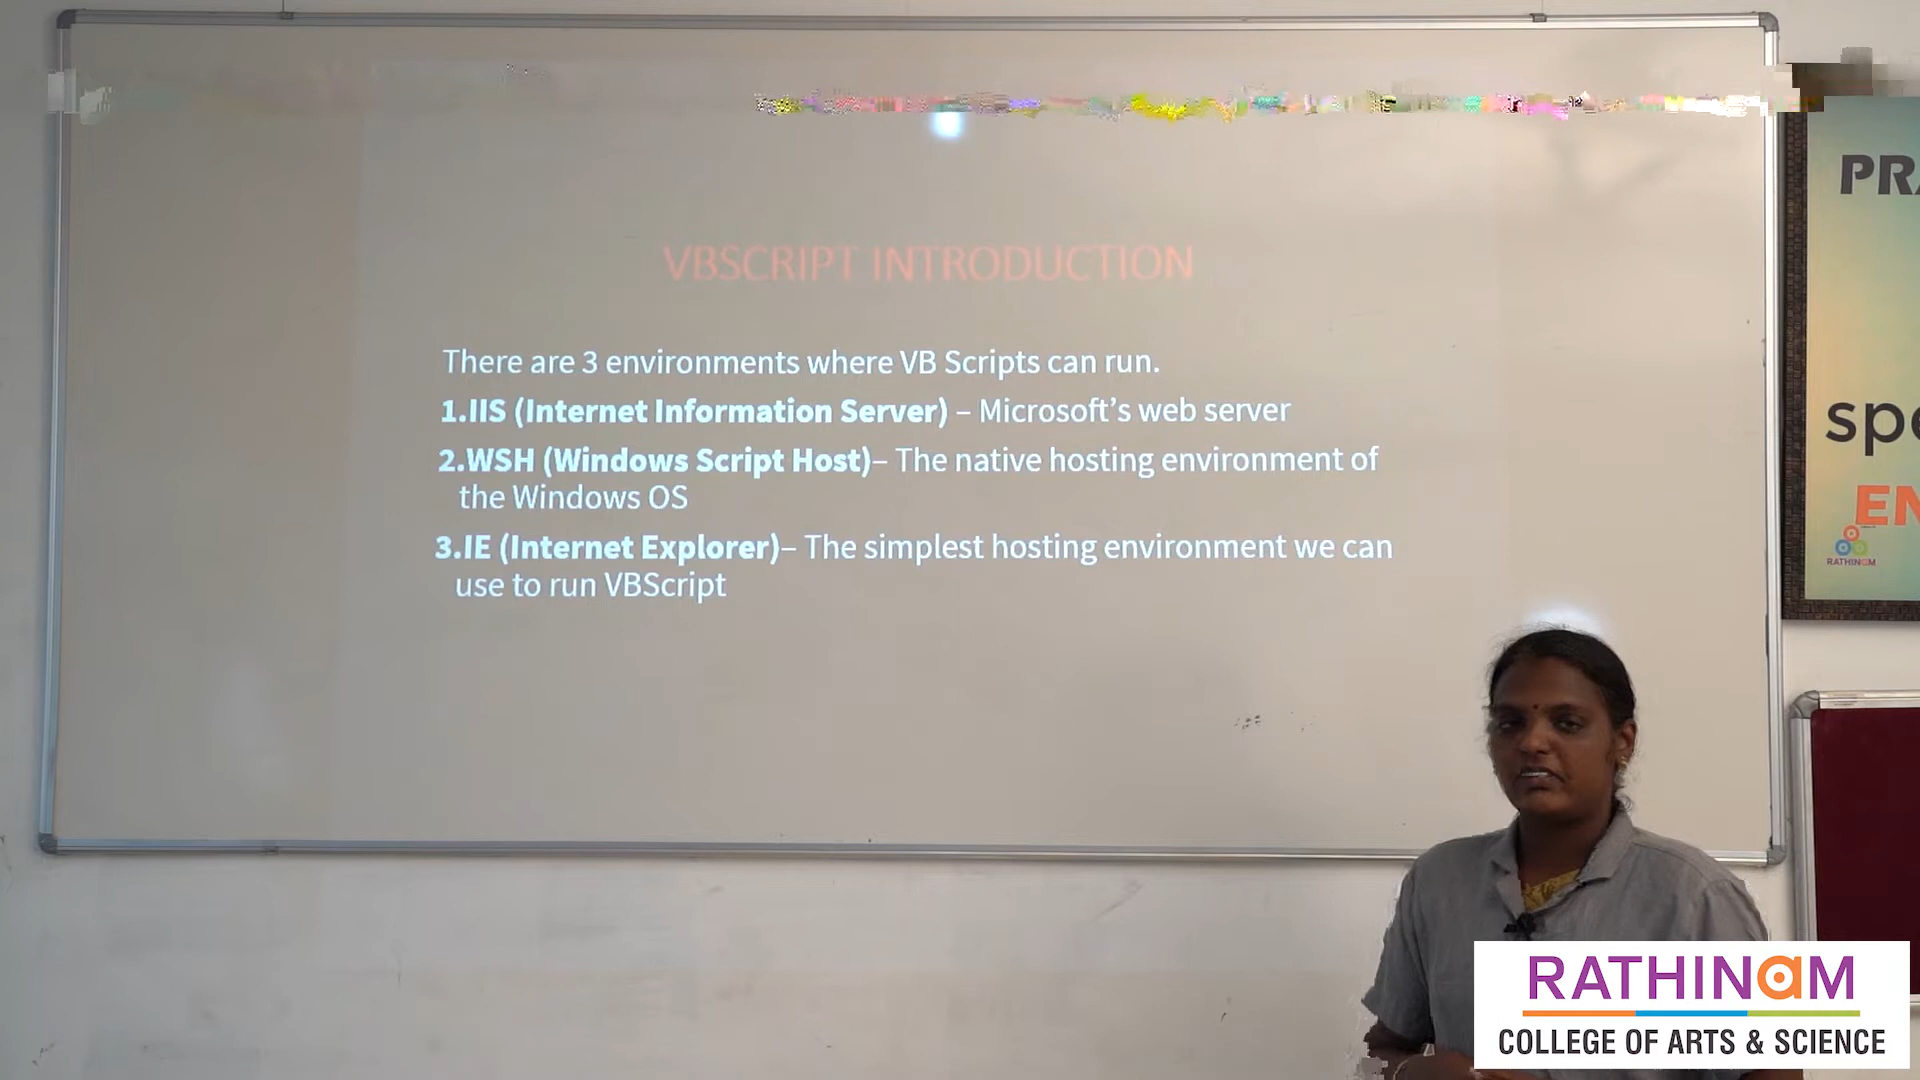 VBSCRIPT INTRODUCTION
There are 3 environments where VB Scripts can run.
1.IIS (Internet Information Server) – Microsoft’s web server
2.WSH (Windows Script Host)– The native hosting environment of
the Windows OS
3.IE (Internet Explorer)– The simplest hosting environment we can
use to run VBScript
PRA
spe
EN
RATHINAM
RATHINAM
COLLEGE OF ARTS & SCIENCE